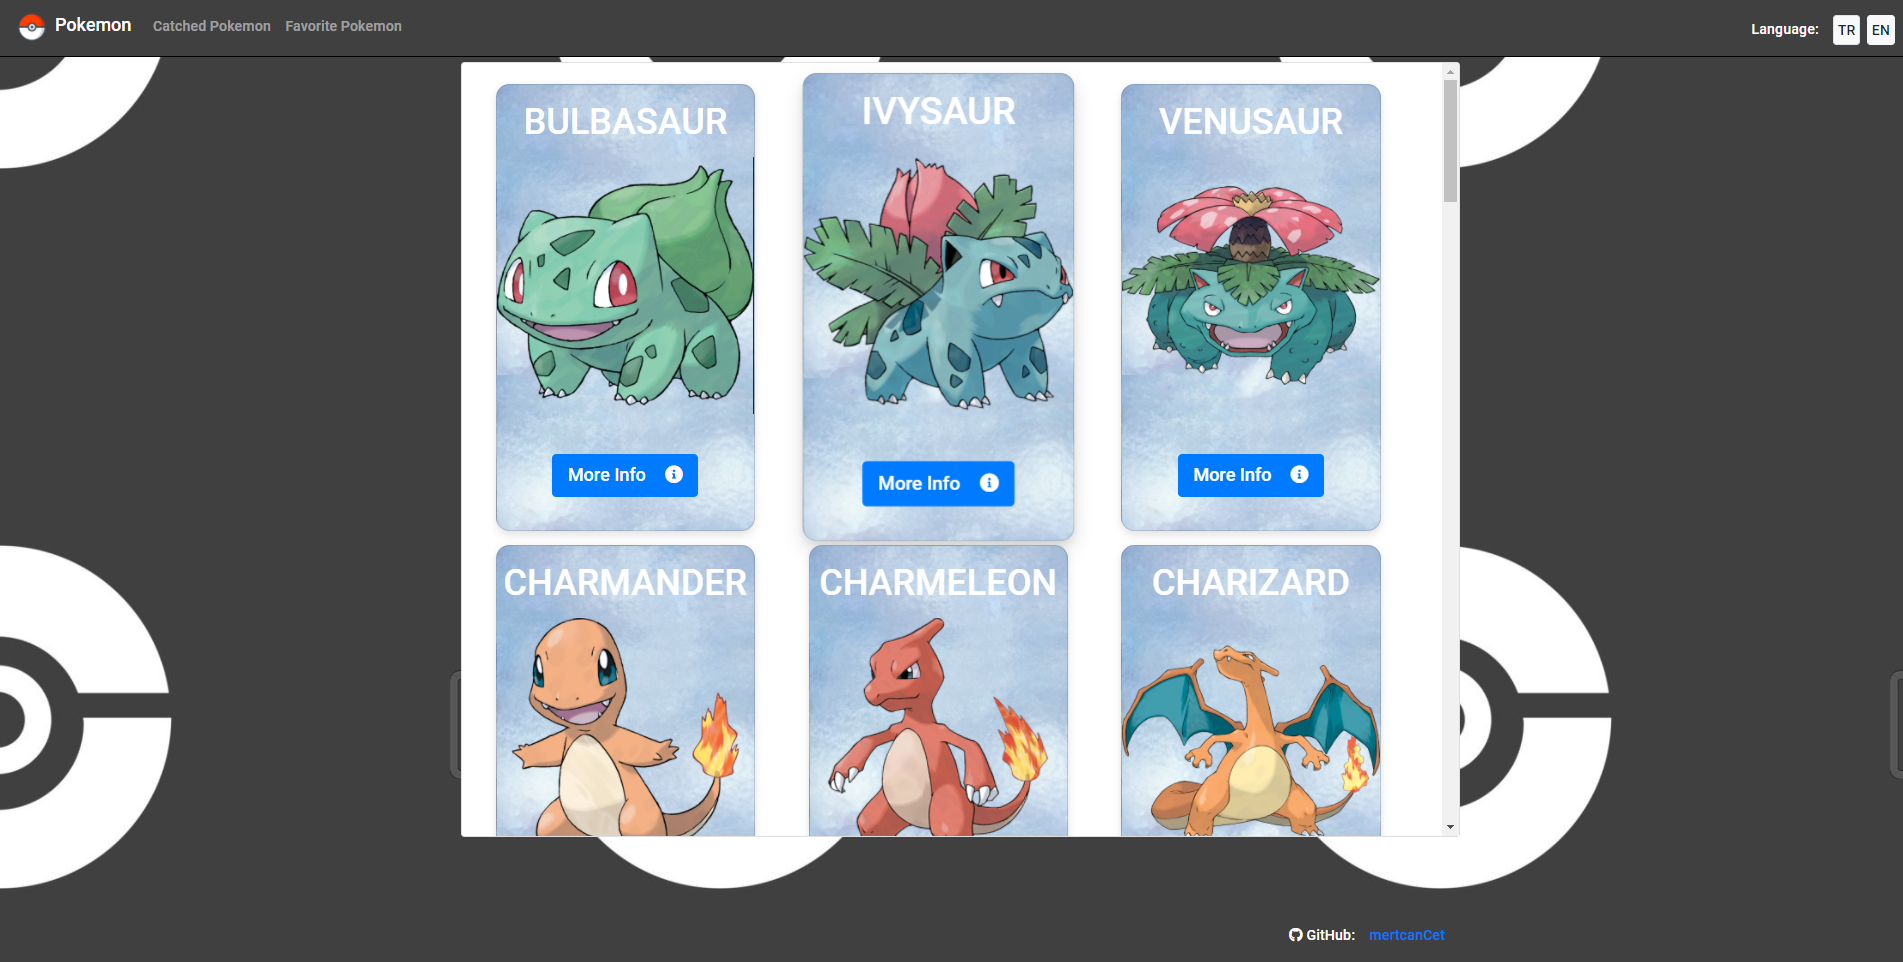 Pokemon Catched Pokemon Favorite Pokemon Language: TR EN
BULBASAUR IVYSAUR VENUSAUR
More Info More Info More Info
CHARMANDER CHARMELEON CHARIZARD
GitHub: mertcanCet